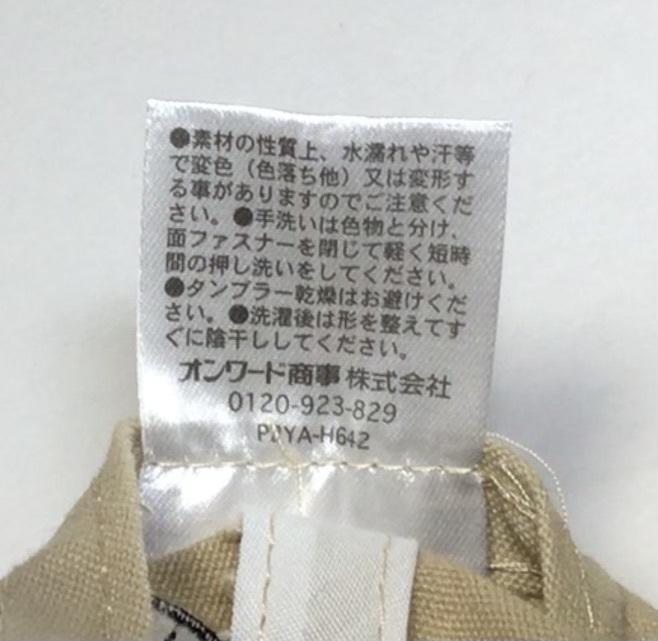 ●素材の性質上、水濡れや汗等
で変色（色落ち他）又は変形す
る事がありますのでご注意くだ
さい。●手洗いは色物と分け、
面ファスナーを閉じて軽く短時
間の押し洗いをしてください。
●タンブラー乾燥はお避けくだ
さい。●洗濯後は形を整えてす
ぐに陰干ししてください。
オンワード商事株式会社
0120-923-829